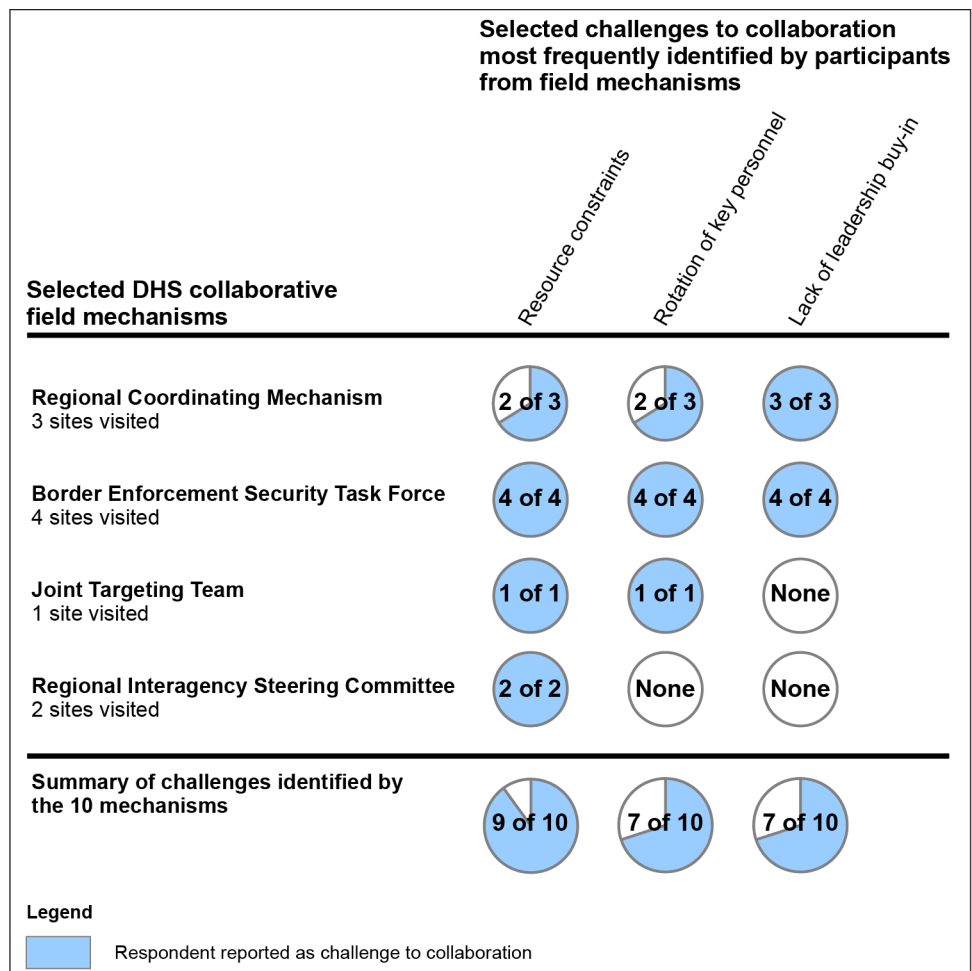 Selected challenges to collaboration
most frequently identified by participants
from field mechanisms
Resource constraints
Rotation of key personnel
Lack of leadership buy-in
Selected DHS collaborative
field mechanisms
Regional Coordinating Mechanism
3 sites visited
2 of 3
2 of 3
3 of 3
Border Enforcement Security Task Force
4 sites visited
4 of 4
4 of 4
4 of 4
Joint Targeting Team
1 site visited
1 of 1
1 of 1
None
Regional Interagency Steering Committee
2 sites visited
2 of 2
None
None
Summary of challenges identified by
the 10 mechanisms
9 of 10
7 of 10
7 of 10
Legend
Respondent reported as challenge to collaboration